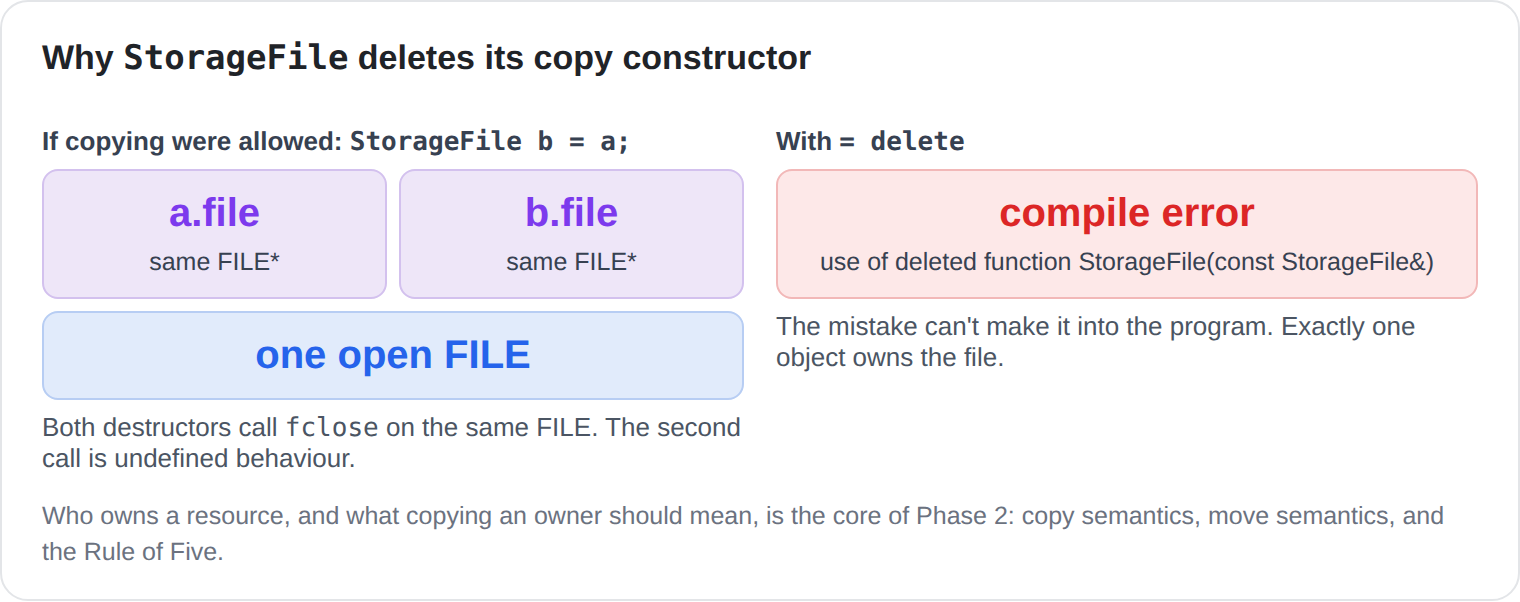 Why StorageFile deletes its copy constructor
If copying were allowed: StorageFile b = a;
a.file
same FILE*
b.file
same FILE*
one open FILE
Both destructors call fclose on the same FILE. The second
call is undefined behaviour.
With = delete
compile error
use of deleted function StorageFile(const StorageFile&)
The mistake can't make it into the program. Exactly one
object owns the file.
Who owns a resource, and what copying an owner should mean, is the core of Phase 2: copy semantics, move semantics, and
the Rule of Five.